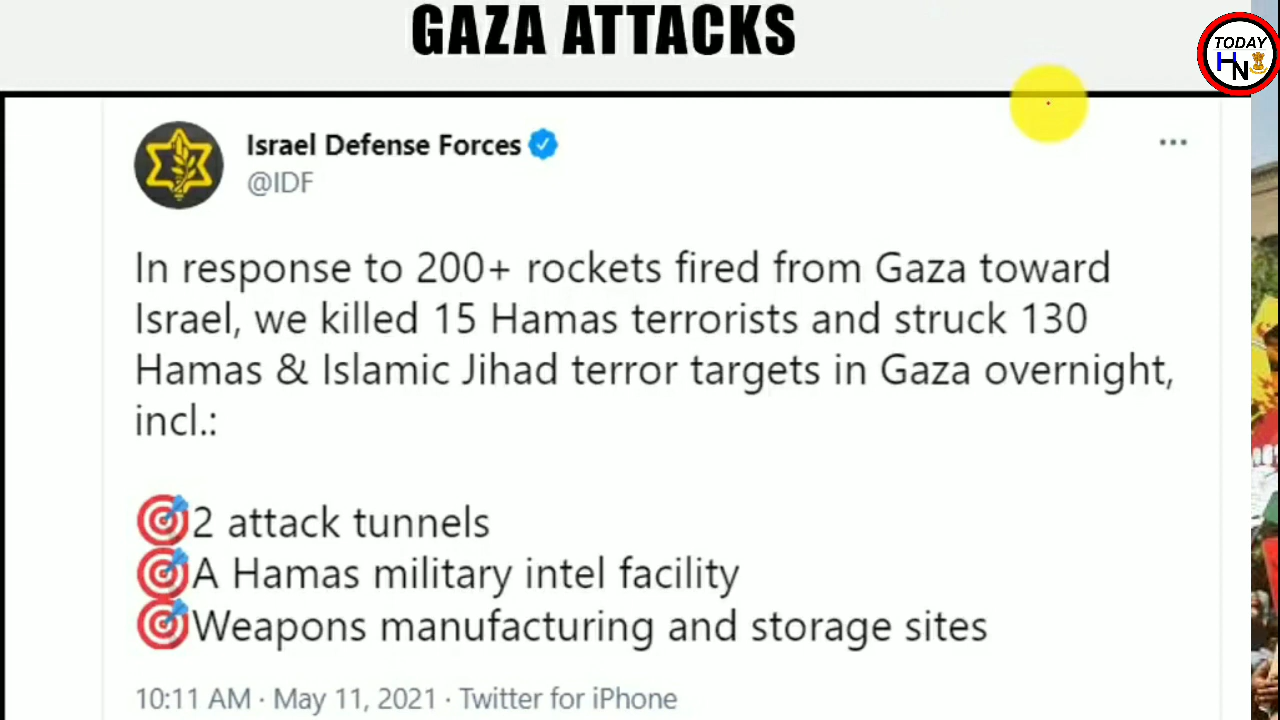 GAZA ATTACKS
TODAY
HN
Israel Defense Forces
@IDF
In response to 200+ rockets fired from Gaza toward
Israel, we killed 15 Hamas terrorists and struck 130
Hamas & Islamic Jihad terror targets in Gaza overnight,
incl.:
🎯2 attack tunnels
🎯A Hamas military intel facility
🎯Weapons manufacturing and storage sites
10:11 AM · May 11, 2021 · Twitter for iPhone